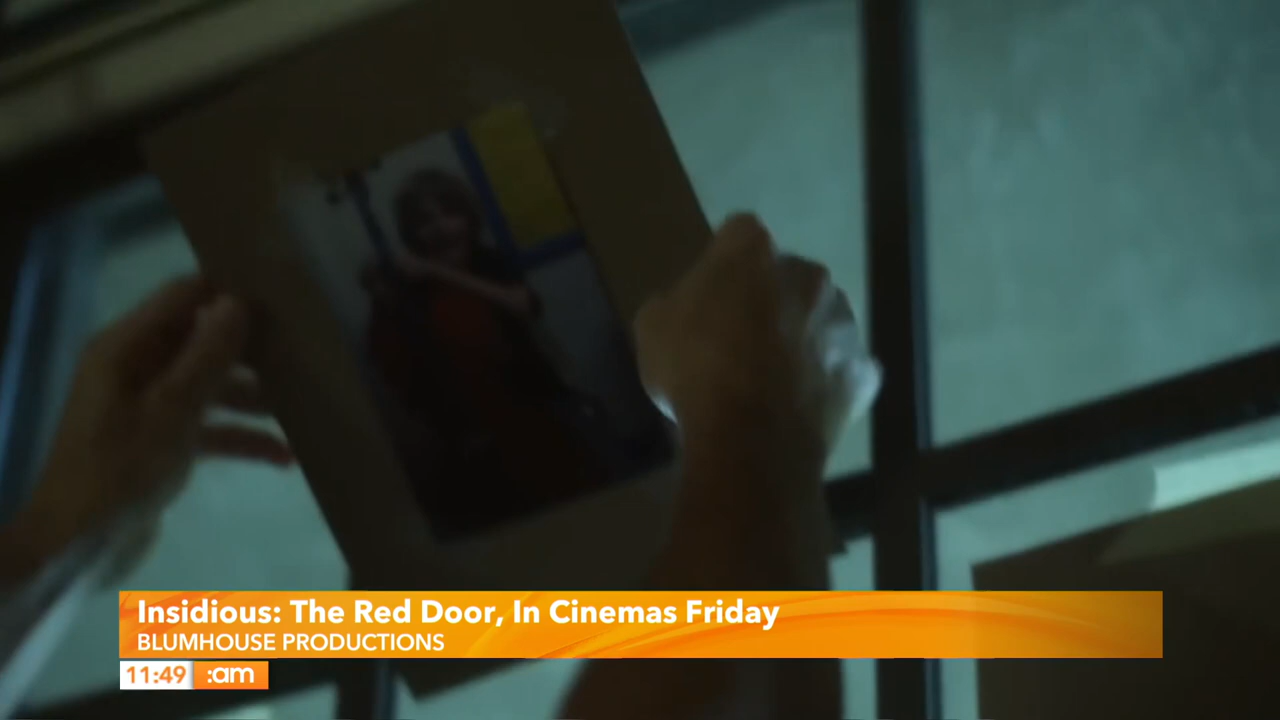 Insidious: The Red Door, In Cinemas Friday
BLUMHOUSE PRODUCTIONS
11:49 :am